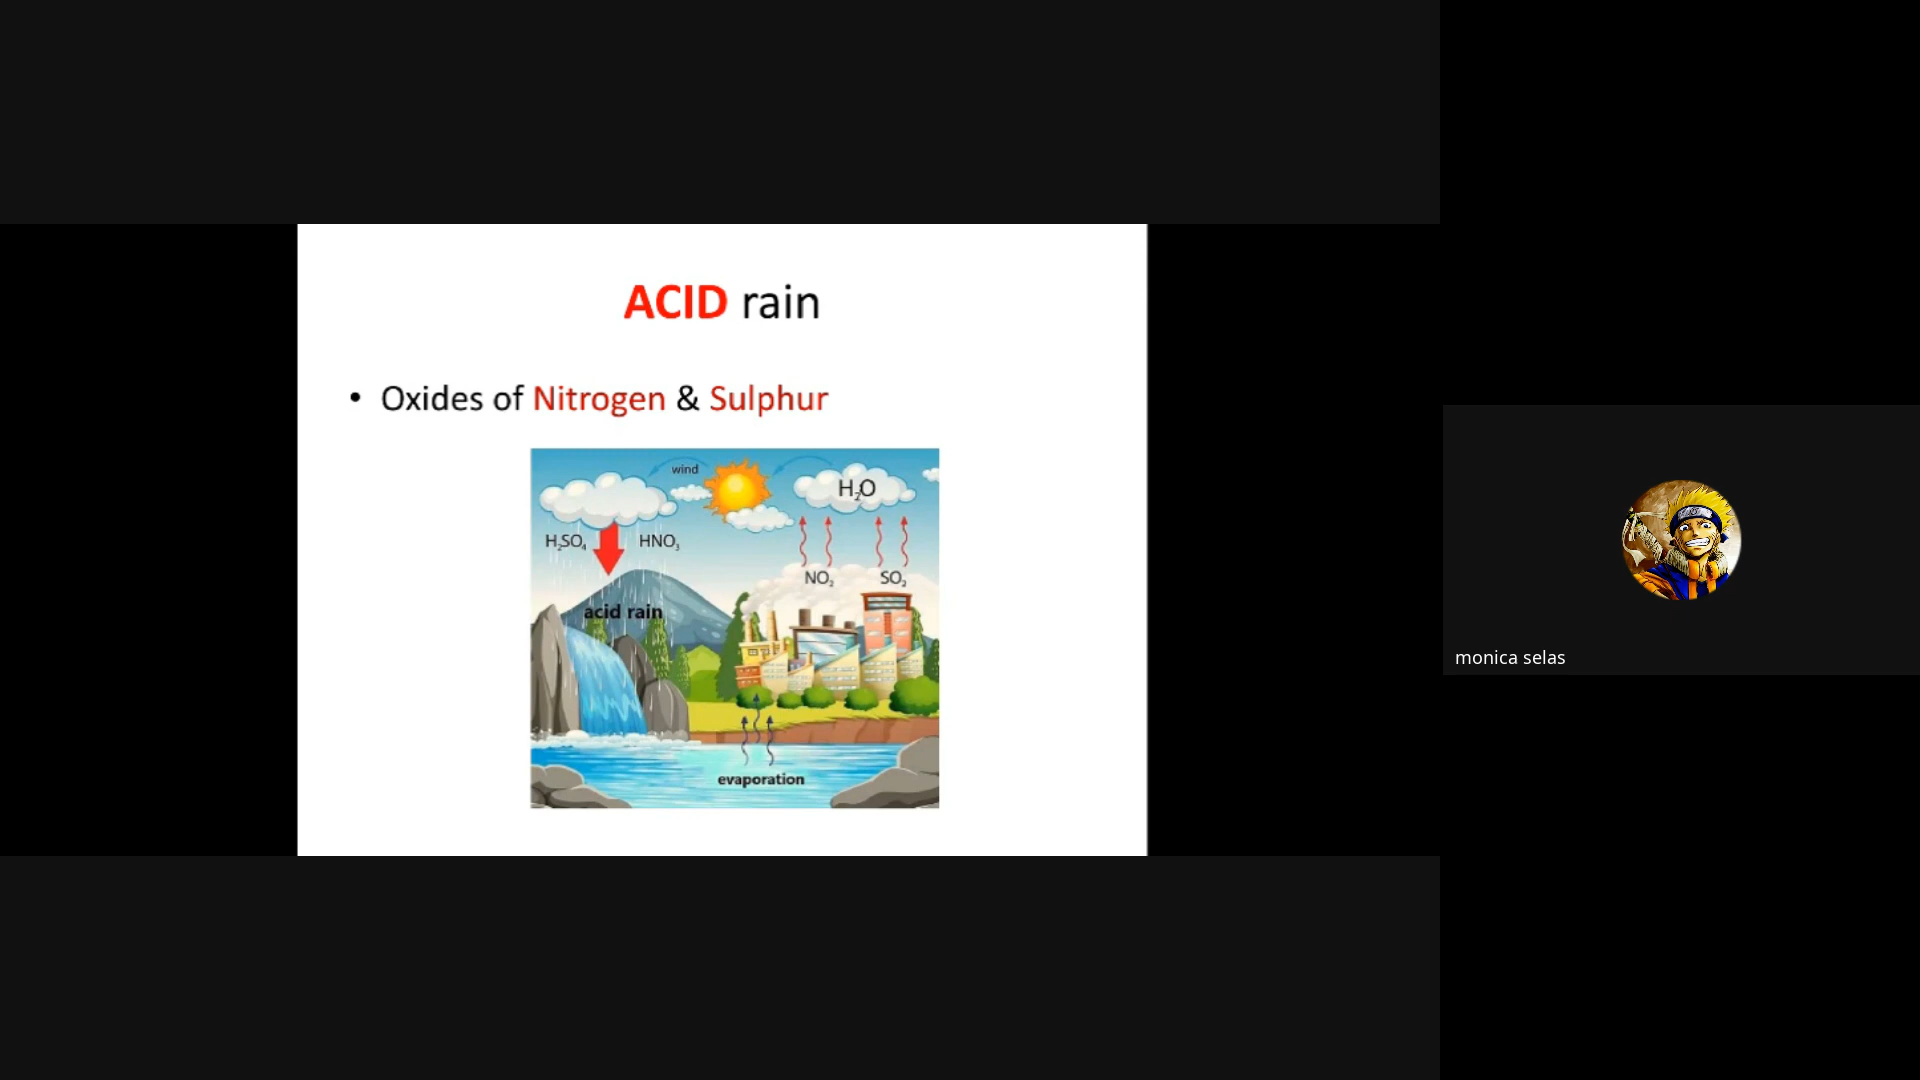 ACID rain
• Oxides of Nitrogen & Sulphur
wind
H₂O
H₂SO₄
HNO₃
NO₂
SO₂
acid rain
evaporation
monica selas